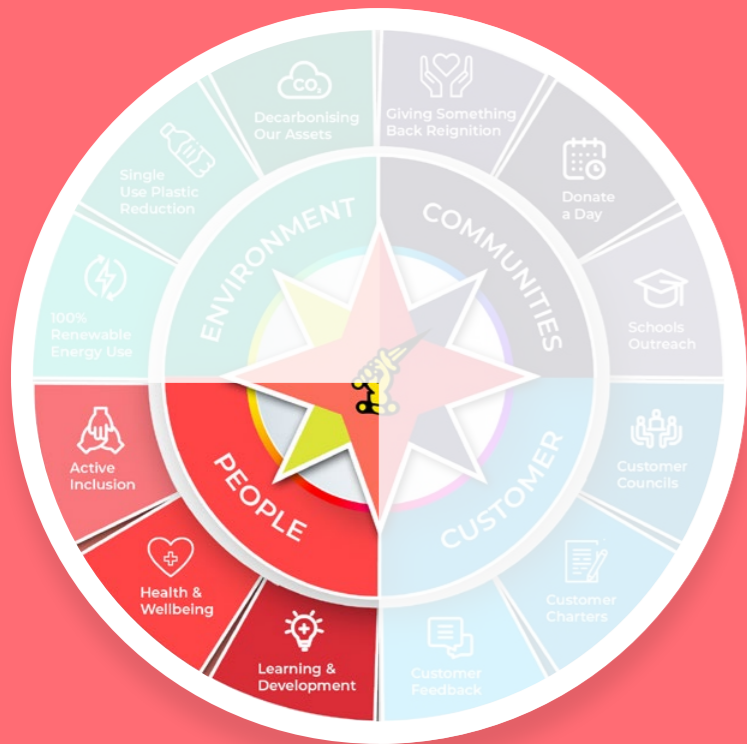 Decarbonising
Our Assets
Giving Something
Back Reignition
CO₂
Single
Use Plastic
Reduction
Donate
a Day
ENVIRONMENT
COMMUNITIES
100%
Renewable
Energy Use
Schools
Outreach
Active
Inclusion
Customer
Councils
PEOPLE
CUSTOMER
Health &
Wellbeing
Customer
Charters
Learning &
Development
Customer
Feedback